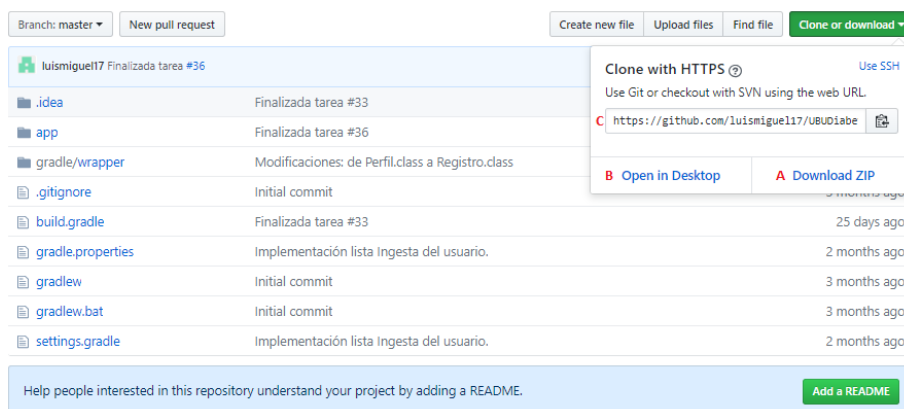 Branch: master New pull request Create new file Upload files Find file Clone or download
luismiguel17 Finalizada tarea #36
Clone with HTTPS ? Use SSH
Use Git or checkout with SVN using the web URL.
C https://github.com/luismiguel17/UBUDiabe
B Open in Desktop A Download ZIP
.idea Finalizada tarea #33
app Finalizada tarea #36
gradle/wrapper Modificaciones: de Perfil.class a Registro.class
.gitignore Initial commit 3 months ago
build.gradle Finalizada tarea #33 25 days ago
gradle.properties Implementación lista Ingesta del usuario. 2 months ago
gradlew Initial commit 3 months ago
gradlew.bat Initial commit 3 months ago
settings.gradle Implementación lista Ingesta del usuario. 2 months ago
Help people interested in this repository understand your project by adding a README. Add a README